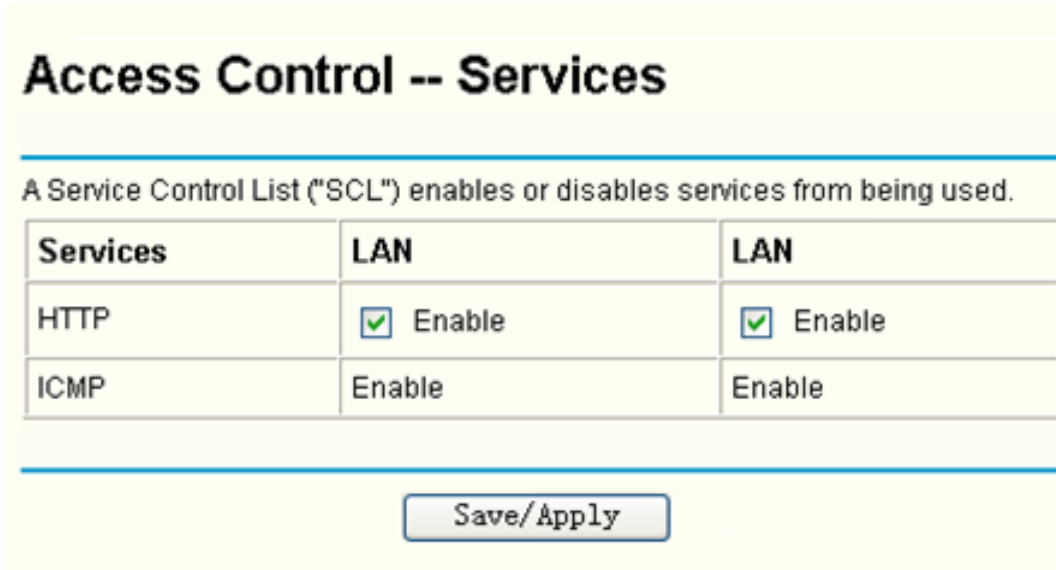 Access Control -- Services
A Service Control List ("SCL") enables or disables services from being used.
Services LAN LAN
HTTP Enable Enable
ICMP Enable Enable
Save/Apply